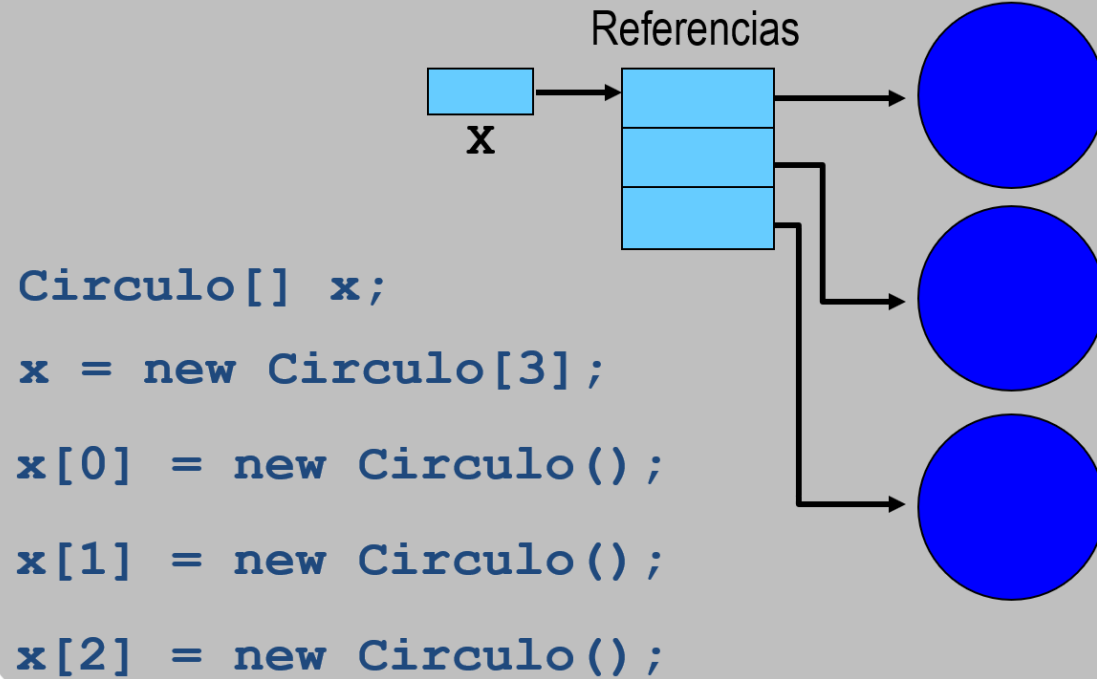 Referencias
x
Circulo[] x;
x = new Circulo[3];
x[0] = new Circulo();
x[1] = new Circulo();
x[2] = new Circulo();